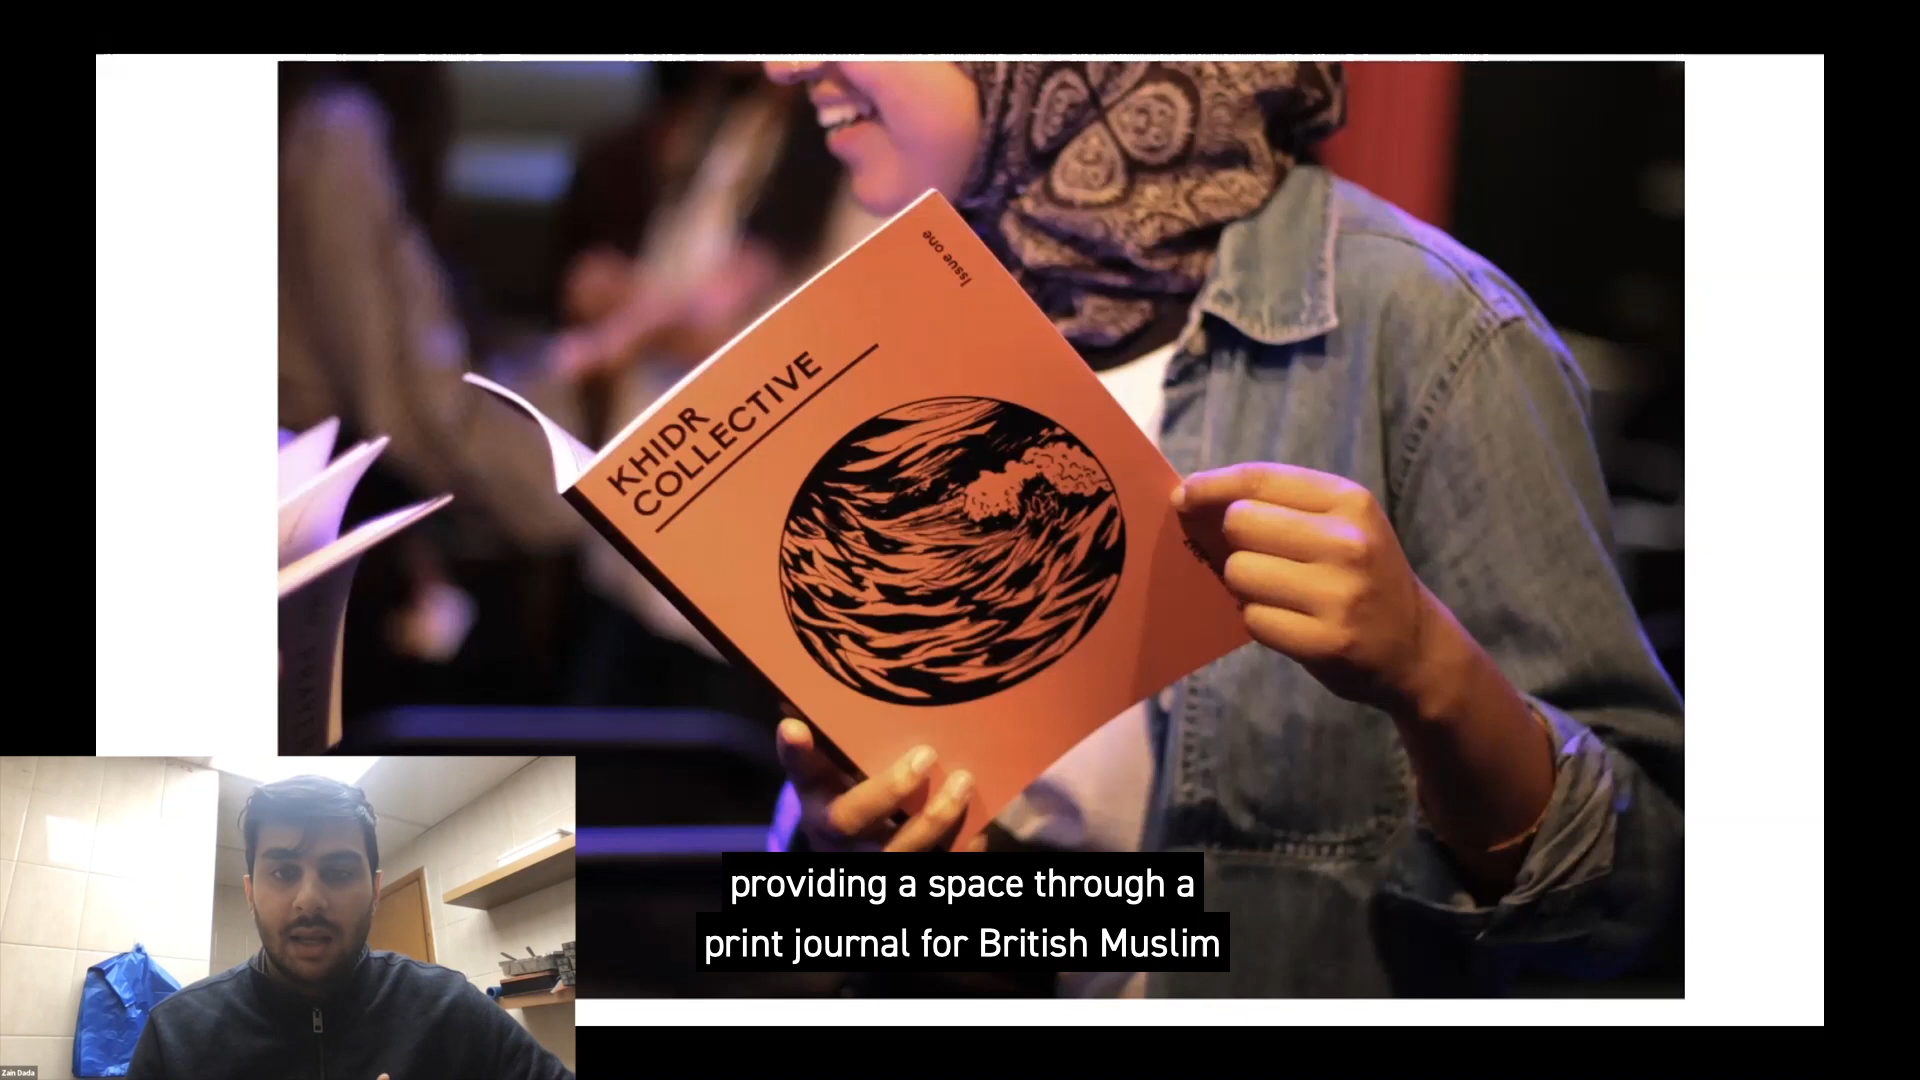 Issue one
KHIDR
COLLECTIVE
providing a space through a
print journal for British Muslim
Zain Dada